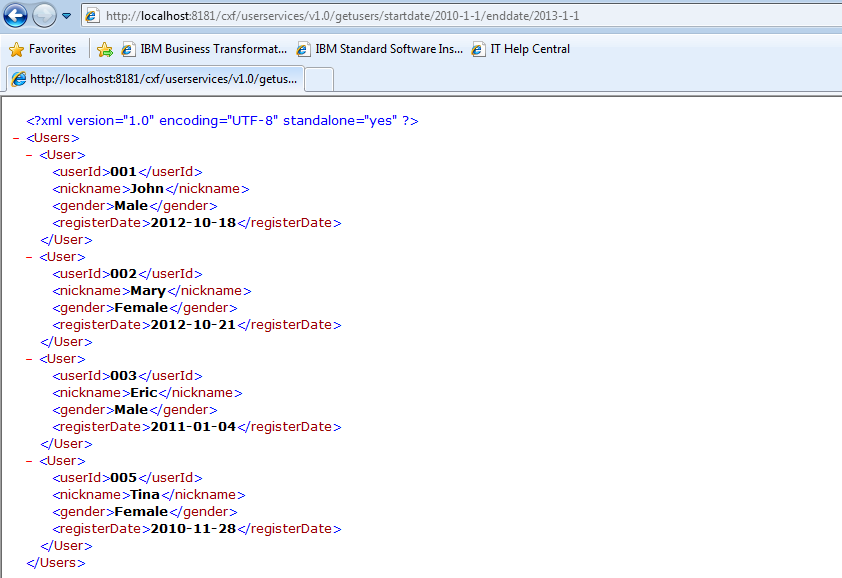 http://localhost:8181/cxf/userservices/v1.0/getusers/startdate/2010-1-1/enddate/2013-1-1
Favorites IBM Business Transformat... IBM Standard Software Ins... IT Help Central
http://localhost:8181/cxf/userservices/v1.0/getus...
<?xml version="1.0" encoding="UTF-8" standalone="yes" ?>
- <Users>
- <User>
<userId>001</userId>
<nickname>John</nickname>
<gender>Male</gender>
<registerDate>2012-10-18</registerDate>
</User>
- <User>
<userId>002</userId>
<nickname>Mary</nickname>
<gender>Female</gender>
<registerDate>2012-10-21</registerDate>
</User>
- <User>
<userId>003</userId>
<nickname>Eric</nickname>
<gender>Male</gender>
<registerDate>2011-01-04</registerDate>
</User>
- <User>
<userId>005</userId>
<nickname>Tina</nickname>
<gender>Female</gender>
<registerDate>2010-11-28</registerDate>
</User>
</Users>